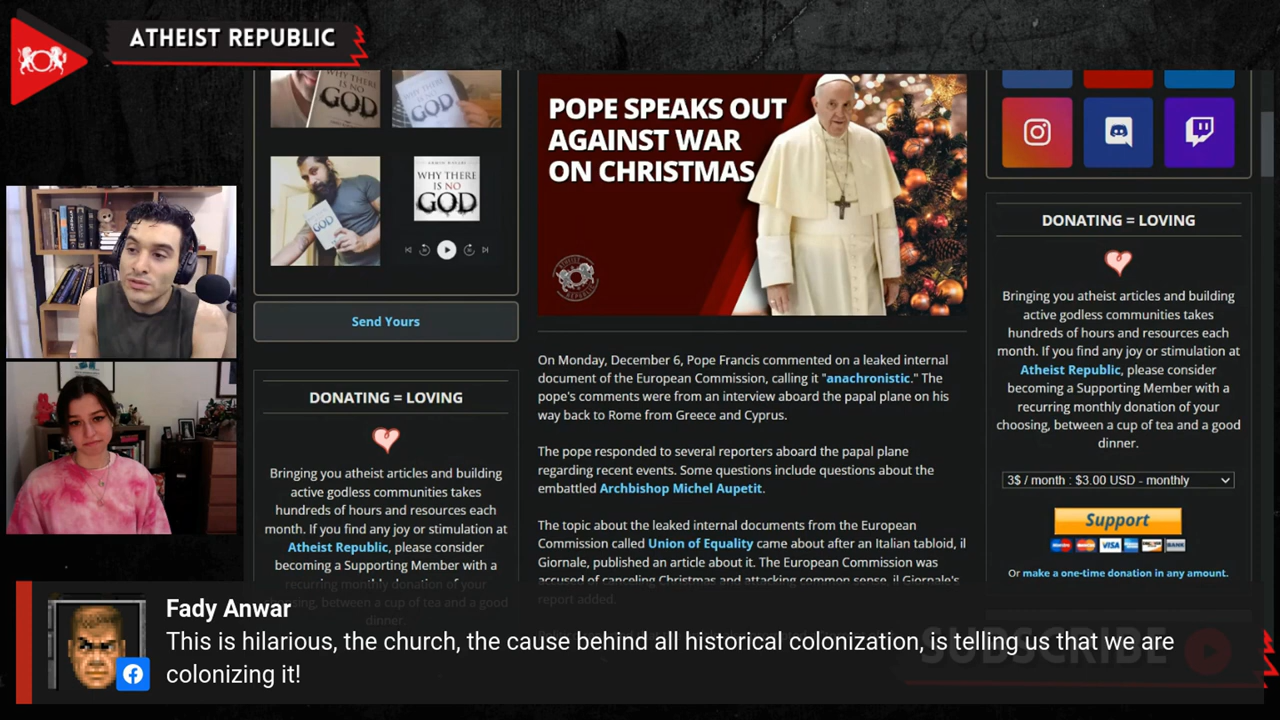 ATHEIST REPUBLIC
WHY THERE
IS NO
GOD
GOD
GOD
WHY THERE
IS NO
GOD
Send Yours
DONATING = LOVING
Bringing you atheist articles and building
active godless communities takes
hundreds of hours and resources each
month. If you find any joy or stimulation at
Atheist Republic, please consider
becoming a Supporting Member with a
recurring monthly donation of your
choosing, between a cup of tea and a good
dinner.
POPE SPEAKS OUT
AGAINST WAR
ON CHRISTMAS
On Monday, December 6, Pope Francis commented on a leaked internal
document of the European Commission, calling it "anachronistic." The
pope's comments were from an interview aboard the papal plane on his
way back to Rome from Greece and Cyprus.
The pope responded to several reporters aboard the papal plane
regarding recent events. Some questions include questions about the
embattled Archbishop Michel Aupetit.
The topic about the leaked internal documents from the European
Commission called Union of Equality came about after an Italian tabloid, il
Giornale, published an article about it. The European Commission was
accused of canceling Christmas and attacking common sense, il Giornale's
report added.
DONATING = LOVING
Bringing you atheist articles and building
active godless communities takes
hundreds of hours and resources each
month. If you find any joy or stimulation at
Atheist Republic, please consider
becoming a Supporting Member with a
recurring monthly donation of your
choosing, between a cup of tea and a good
dinner.
3$ / month : $3.00 USD - monthly
Support
VISA
BANK
Or make a one-time donation in any amount.
SUBSCRIBE
Fady Anwar
This is hilarious, the church, the cause behind all historical colonization, is telling us that we are
colonizing it!